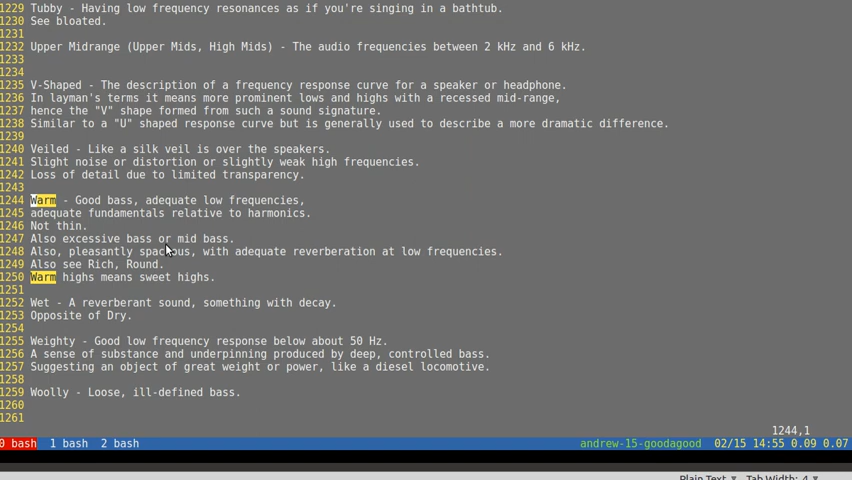 1229 Tubby - Having low frequency resonances as if you're singing in a bathtub.
1230 See bloated.
1231
1232 Upper Midrange (Upper Mids, High Mids) - The audio frequencies between 2 kHz and 6 kHz.
1233
1234
1235 V-Shaped - The description of a frequency response curve for a speaker or headphone.
1236 In layman's terms it means more prominent lows and highs with a recessed mid-range,
1237 hence the "V" shape formed from such a sound signature.
1238 Similar to a "U" shaped response curve but is generally used to describe a more dramatic difference.
1239
1240 Veiled - Like a silk veil is over the speakers.
1241 Slight noise or distortion or slightly weak high frequencies.
1242 Loss of detail due to limited transparency.
1243
1244 Warm - Good bass, adequate low frequencies,
1245 adequate fundamentals relative to harmonics.
1246 Not thin.
1247 Also excessive bass or mid bass.
1248 Also, pleasantly spacious, with adequate reverberation at low frequencies.
1249 Also see Rich, Round.
1250 Warm highs means sweet highs.
1251
1252 Wet - A reverberant sound, something with decay.
1253 Opposite of Dry.
1254
1255 Weighty - Good low frequency response below about 50 Hz.
1256 A sense of substance and underpinning produced by deep, controlled bass.
1257 Suggesting an object of great weight or power, like a diesel locomotive.
1258
1259 Woolly - Loose, ill-defined bass.
1260
1261
1244,1
0 bash 1 bash 2 bash andrew-15-goodagood 02/15 14:55 0.09 0.07
Plain Text Tab Width: 4